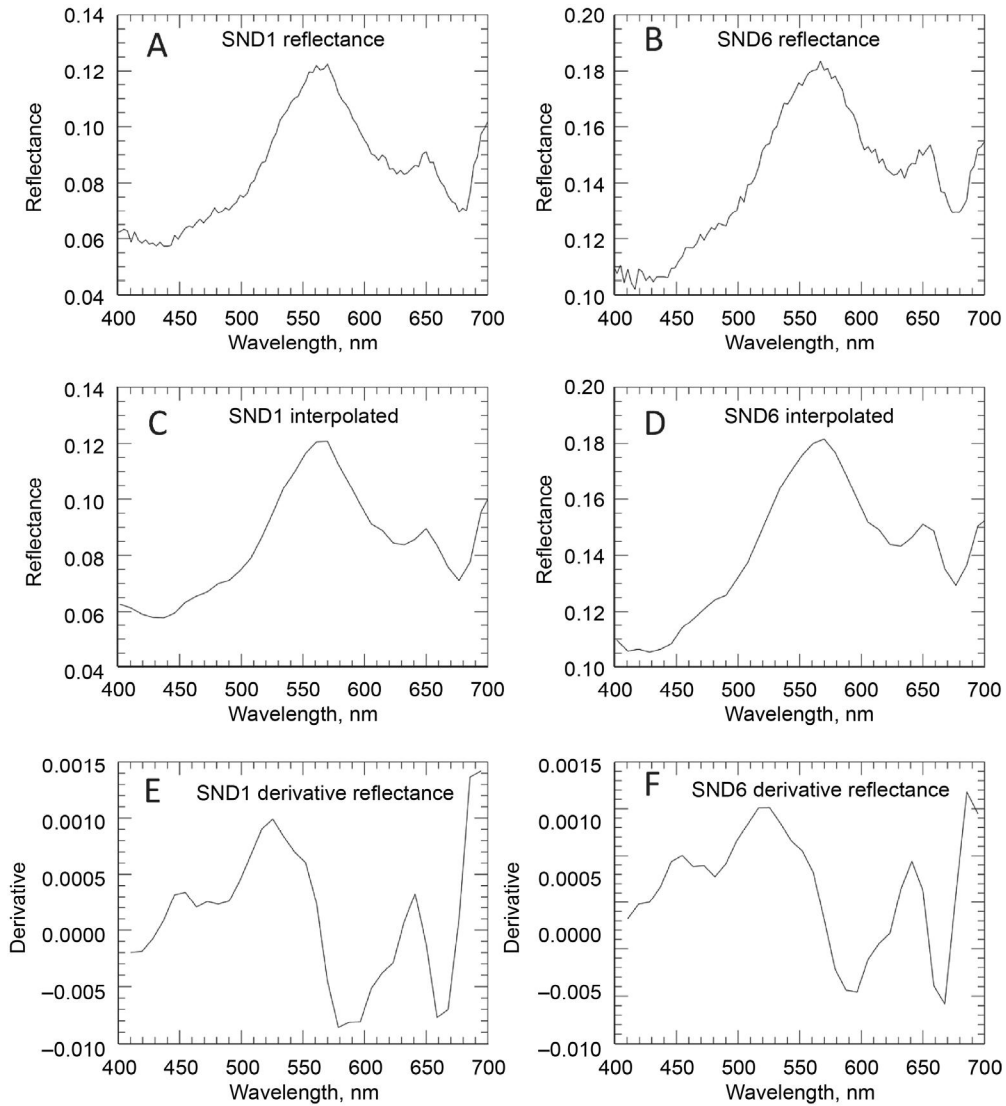 A
SND1 reflectance
Reflectance
0.14
0.12
0.10
0.08
0.06
0.04
400 450 500 550 600 650 700
Wavelength, nm
B
SND6 reflectance
Reflectance
0.20
0.18
0.16
0.14
0.12
0.10
400 450 500 550 600 650 700
Wavelength, nm
C
SND1 interpolated
Reflectance
0.14
0.12
0.10
0.08
0.06
0.04
400 450 500 550 600 650 700
Wavelength, nm
D
SND6 interpolated
Reflectance
0.20
0.18
0.16
0.14
0.12
0.10
400 450 500 550 600 650 700
Wavelength, nm
E
SND1 derivative reflectance
Derivative
0.0015
0.0010
0.0005
0.0000
–0.005
–0.010
400 450 500 550 600 650 700
Wavelength, nm
F
SND6 derivative reflectance
Derivative
0.0015
0.0010
0.0005
0.0000
–0.005
–0.010
400 450 500 550 600 650 700
Wavelength, nm